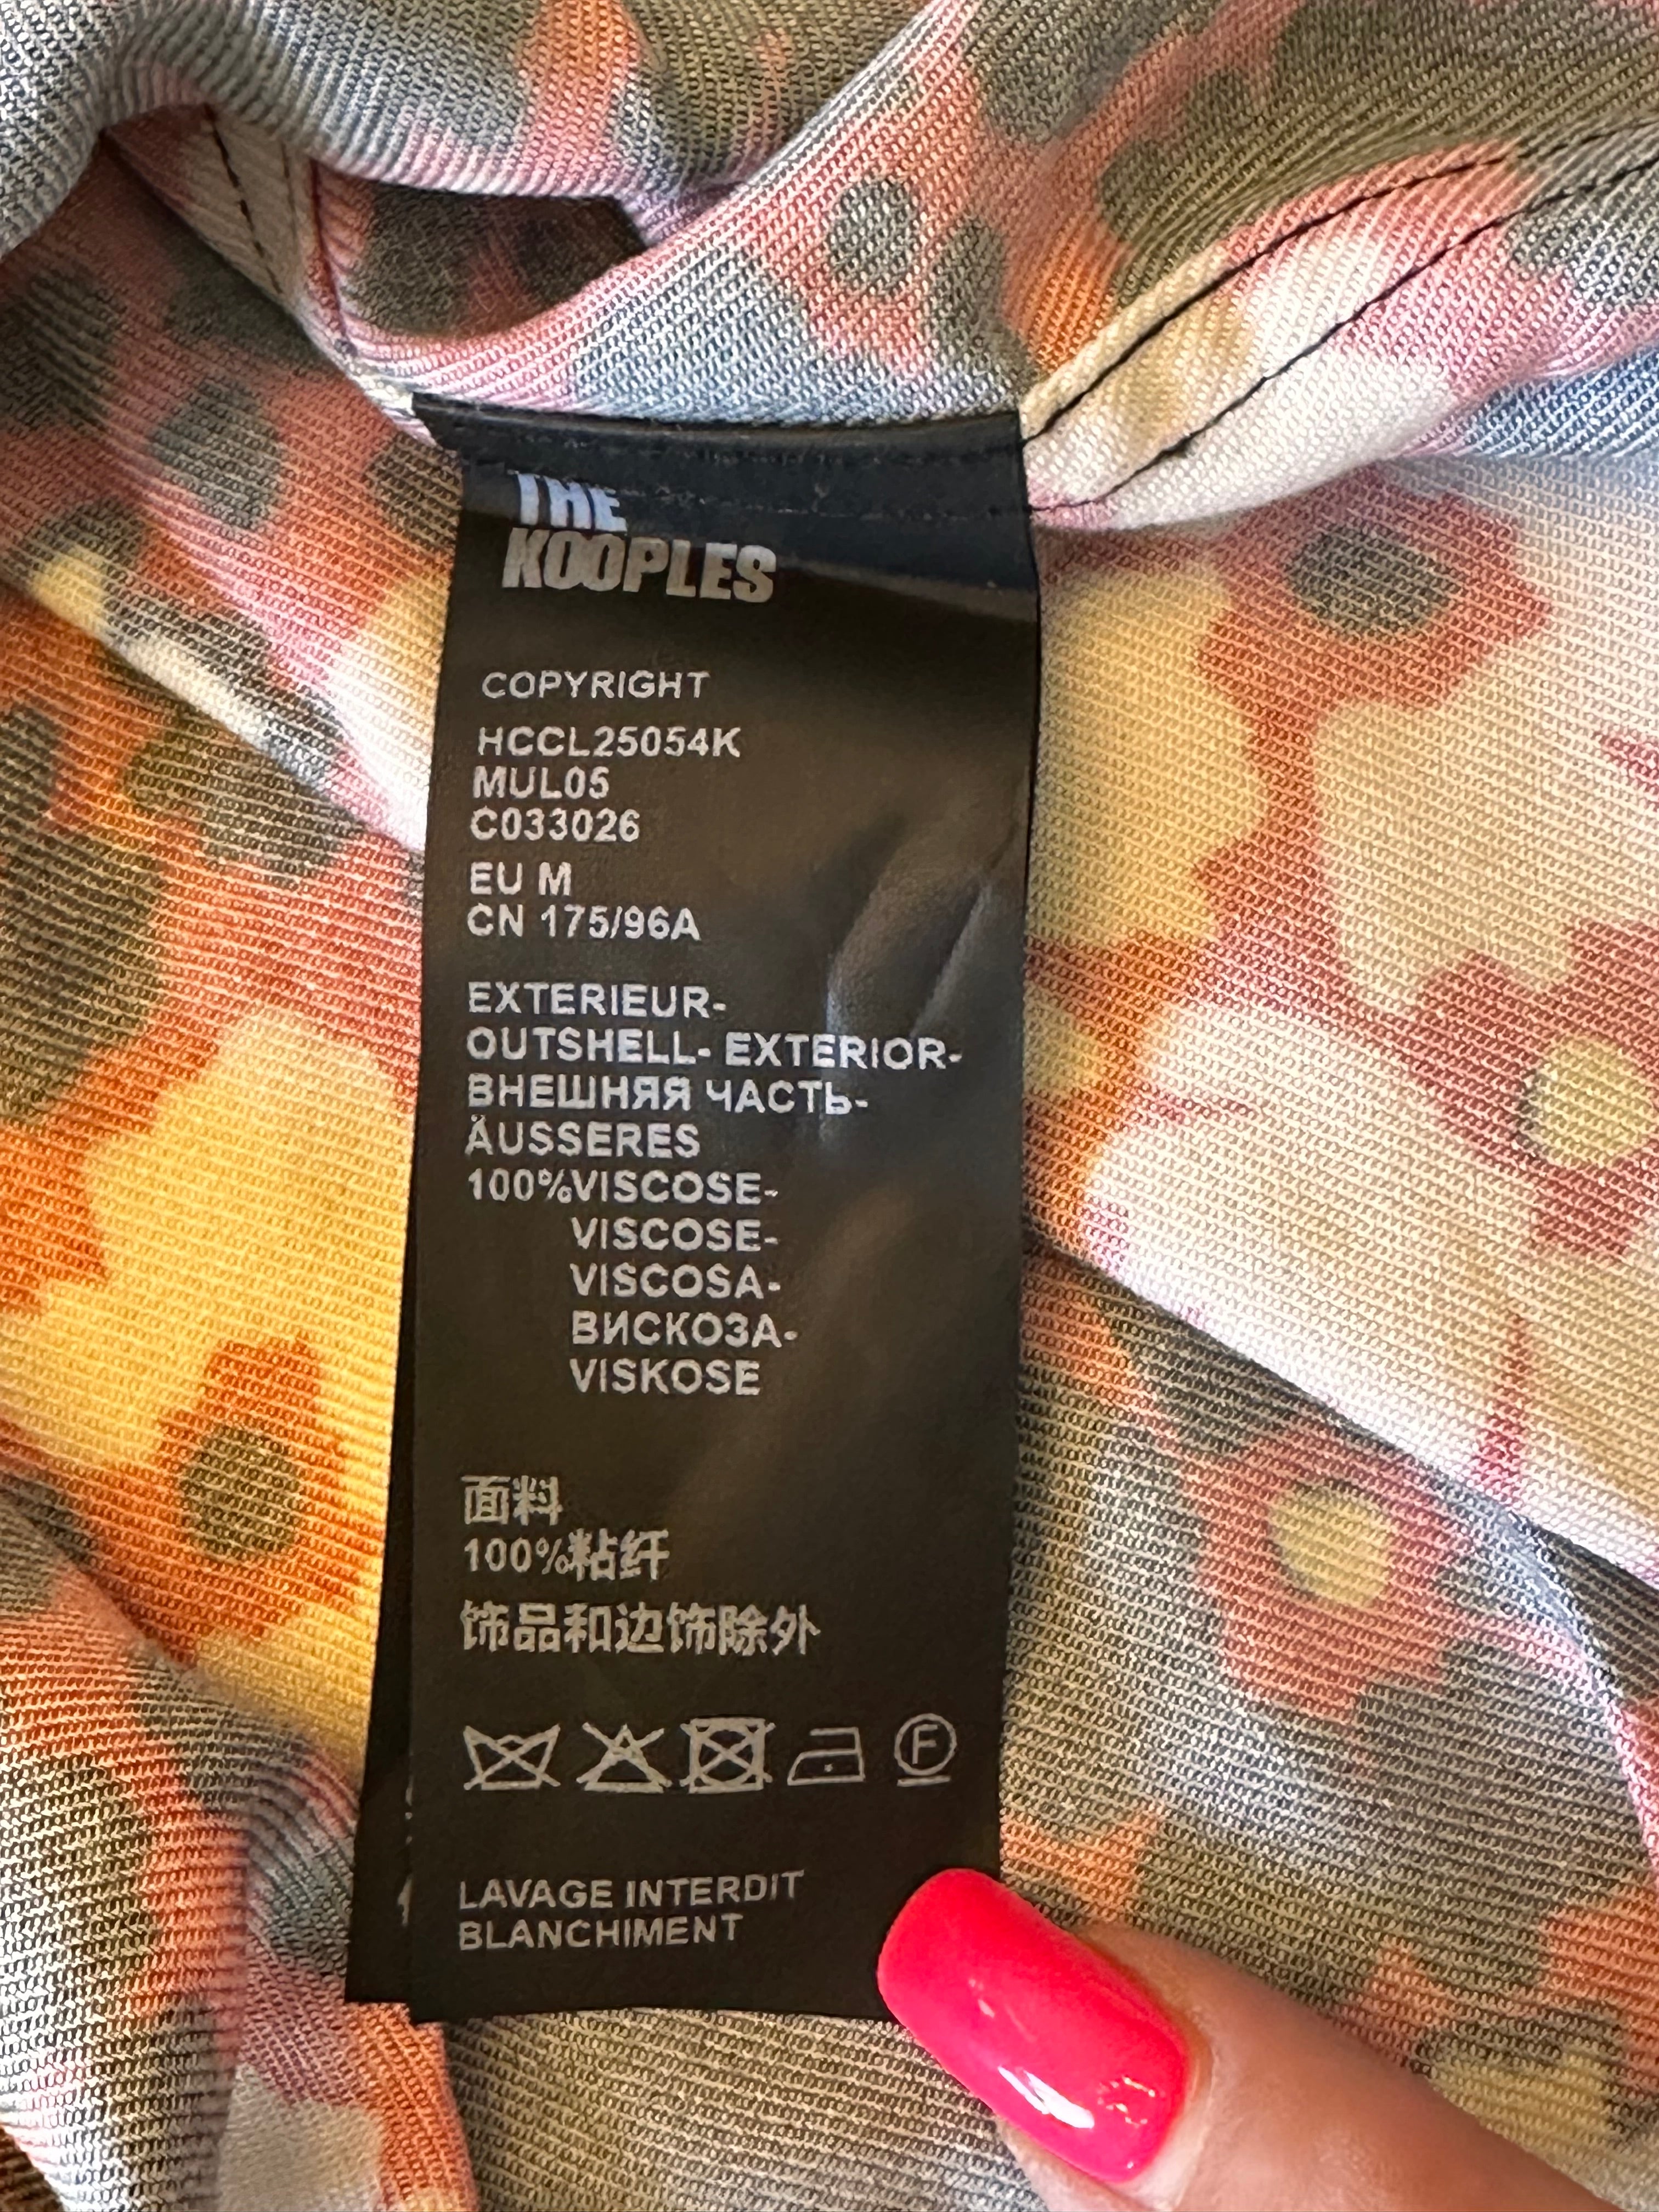 THE
KOOPLES
COPYRIGHT
HCCL25054K
MUL05
C033026
EU M
CN 175/96A
EXTERIEUR-
OUTSHELL- EXTERIOR-
ВНЕШНЯЯ ЧАСТЬ-
ÄUSSERES
100%VISCOSE-
VISCOSE-
VISCOSA-
ВИСКОЗА-
VISKOSE
面料
100%粘纤
饰品和边饰除外
F
LAVAGE INTERDIT
BLANCHIMENT